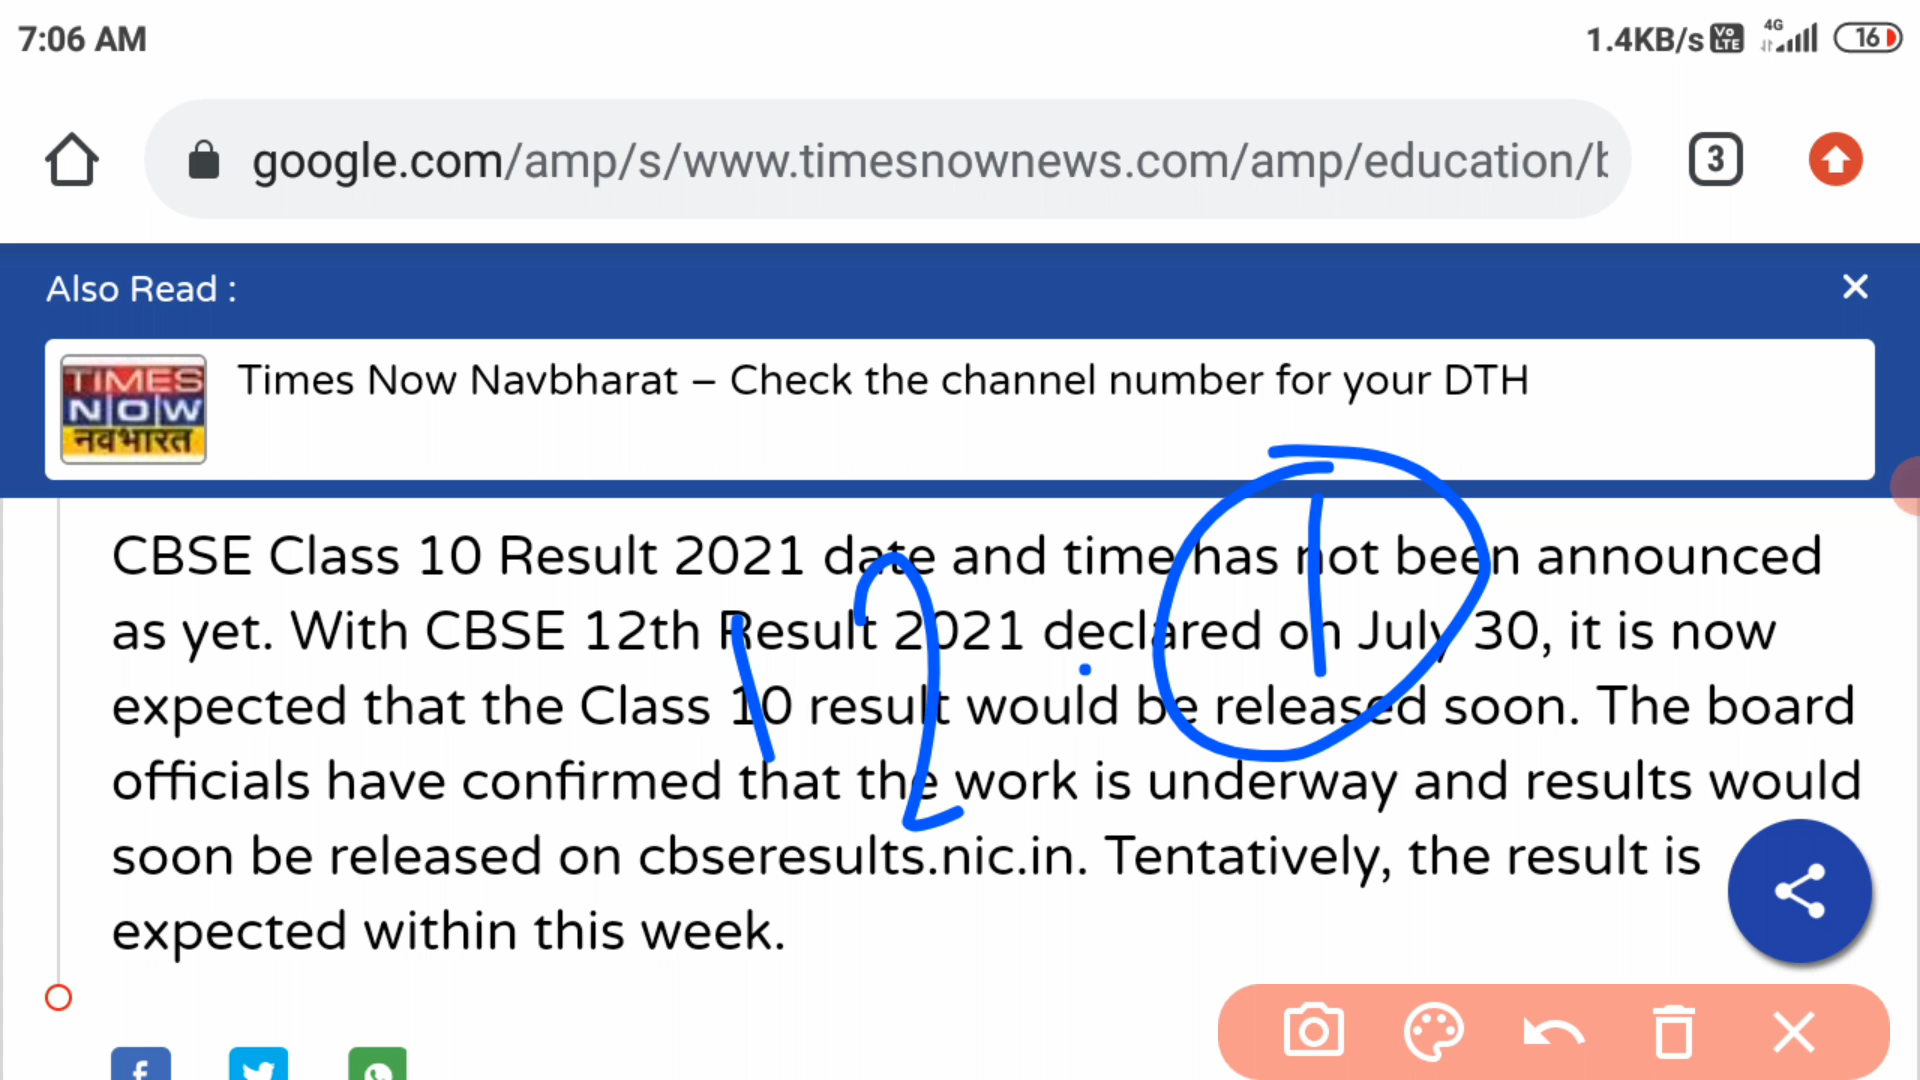 7:06 AM
1.4KB/s Vo LTE 4G 16
google.com/amp/s/www.timesnownews.com/amp/education/b
3
Also Read :
TIMES
NOW
नवभारत
Times Now Navbharat – Check the channel number for your DTH
CBSE Class 10 Result 2021 date and time has not been announced
as yet. With CBSE 12th Result 2021 declared on July 30, it is now
expected that the Class 10 result would be released soon. The board
officials have confirmed that the work is underway and results would
soon be released on cbseresults.nic.in. Tentatively, the result is
expected within this week.
12
1